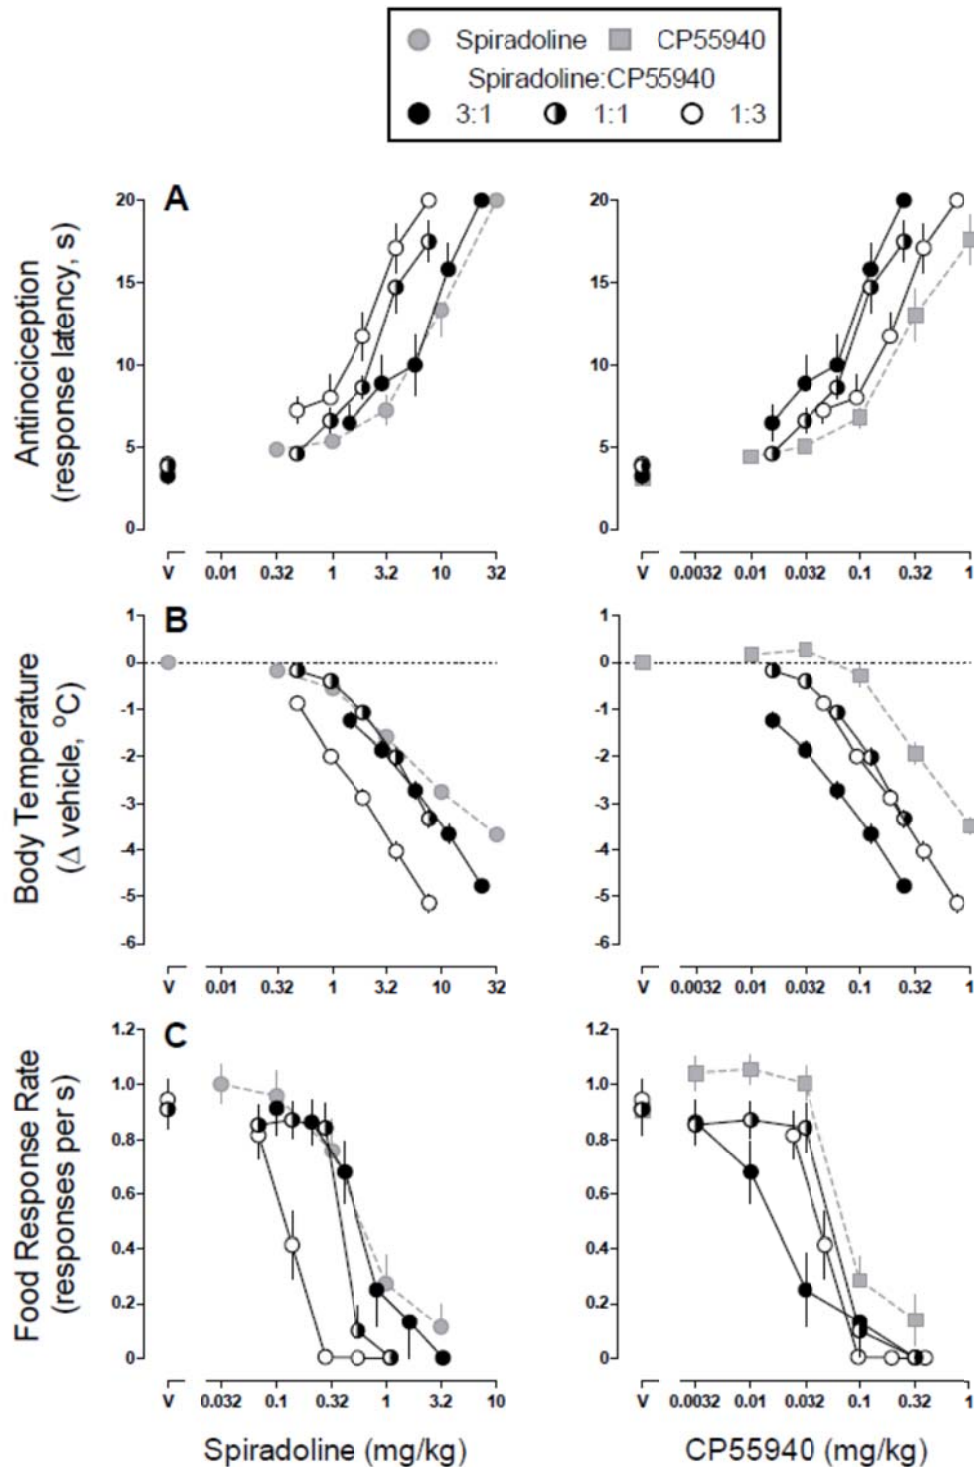 Spiradoline CP55940
Spiradoline:CP55940
3:1 1:1 1:3
A
Antinociception
(response latency, s)
20
15
10
5
0
V 0.01 0.32 1 3.2 10 32
20
15
10
5
0
V 0.0032 0.01 0.032 0.1 0.32 1
B
Body Temperature
(Δ vehicle, °C)
1
0
-1
-2
-3
-4
-5
-6
V 0.01 0.32 1 3.2 10 32
1
0
-1
-2
-3
-4
-5
-6
V 0.0032 0.01 0.032 0.1 0.32 1
C
Food Response Rate
(responses per s)
1.2
1.0
0.8
0.6
0.4
0.2
0
V 0.032 0.1 0.32 1 3.2 10
1.2
1.0
0.8
0.6
0.4
0.2
0
V 0.0032 0.01 0.032 0.1 0.32 1
Spiradoline (mg/kg) CP55940 (mg/kg)